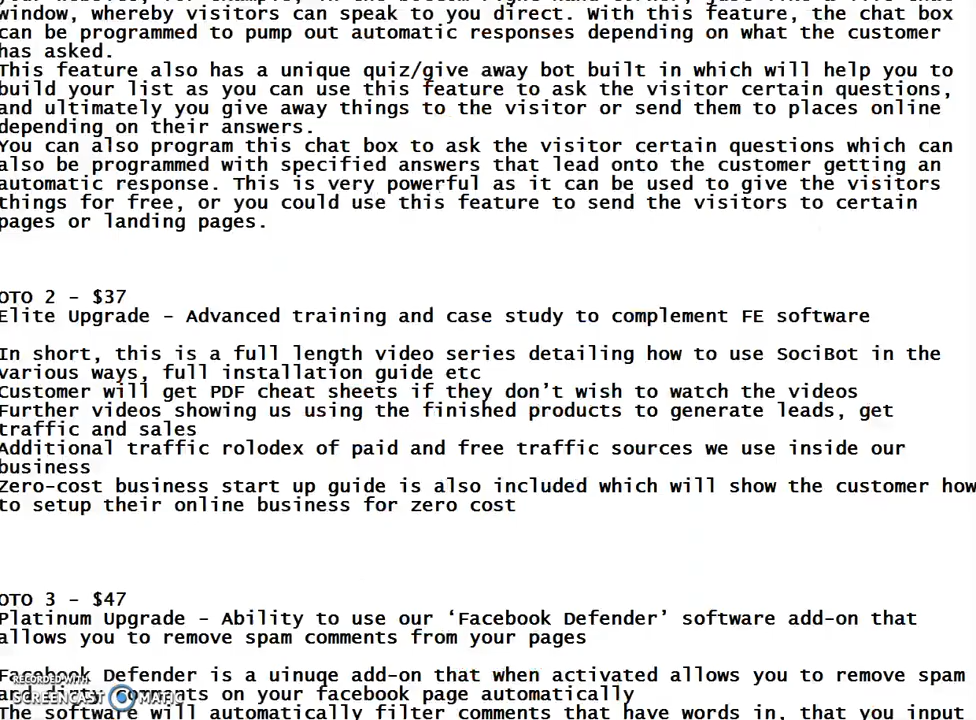 window, whereby visitors can speak to you direct. With this feature, the chat box
can be programmed to pump out automatic responses depending on what the customer
has asked.
This feature also has a unique quiz/give away bot built in which will help you to
build your list as you can use this feature to ask the visitor certain questions,
and ultimately you give away things to the visitor or send them to places online
depending on their answers.
You can also program this chat box to ask the visitor certain questions which can
also be programmed with specified answers that lead onto the customer getting an
automatic response. This is very powerful as it can be used to give the visitors
things for free, or you could use this feature to send the visitors to certain
pages or landing pages.
OTO 2 – $37
Elite Upgrade – Advanced training and case study to complement FE software
In short, this is a full length video series detailing how to use SociBot in the
various ways, full installation guide etc
Customer will get PDF cheat sheets if they don’t wish to watch the videos
Further videos showing us using the finished products to generate leads, get
traffic and sales
Additional traffic rolodex of paid and free traffic sources we use inside our
business
Zero-cost business start up guide is also included which will show the customer how
to setup their online business for zero cost
OTO 3 – $47
Platinum Upgrade – Ability to use our ‘Facebook Defender’ software add-on that
allows you to remove spam comments from your pages
Facebook Defender is a uinuqe add-on that when activated allows you to remove spam
and dirty comments on your facebook page automatically
The software will automatically filter comments that have words in, that you input
RECORDED WITH
SCREENCAST MATIC